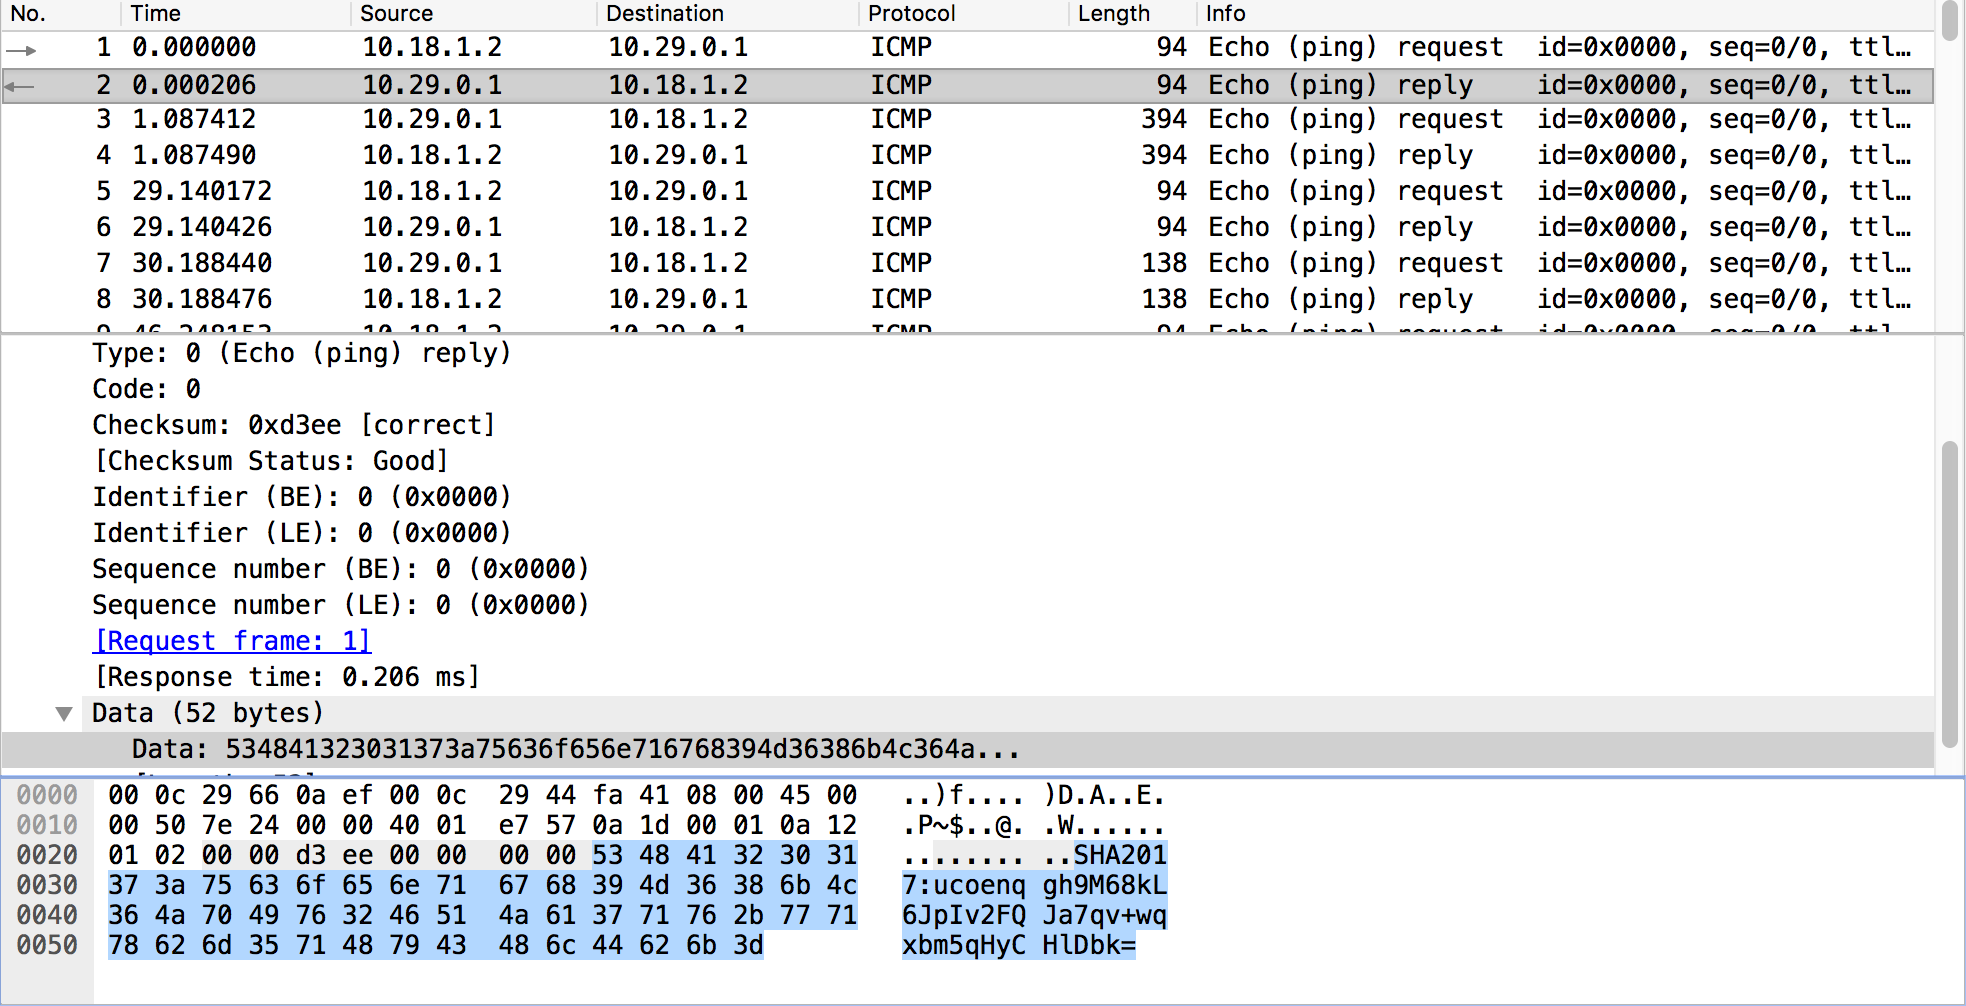 No. Time Source Destination Protocol Length Info
1 0.000000 10.18.1.2 10.29.0.1 ICMP 94 Echo (ping) request id=0x0000, seq=0/0, ttl…
2 0.000206 10.29.0.1 10.18.1.2 ICMP 94 Echo (ping) reply id=0x0000, seq=0/0, ttl…
3 1.087412 10.29.0.1 10.18.1.2 ICMP 394 Echo (ping) request id=0x0000, seq=0/0, ttl…
4 1.087490 10.18.1.2 10.29.0.1 ICMP 394 Echo (ping) reply id=0x0000, seq=0/0, ttl…
5 29.140172 10.18.1.2 10.29.0.1 ICMP 94 Echo (ping) request id=0x0000, seq=0/0, ttl…
6 29.140426 10.29.0.1 10.18.1.2 ICMP 94 Echo (ping) reply id=0x0000, seq=0/0, ttl…
7 30.188440 10.29.0.1 10.18.1.2 ICMP 138 Echo (ping) request id=0x0000, seq=0/0, ttl…
8 30.188476 10.18.1.2 10.29.0.1 ICMP 138 Echo (ping) reply id=0x0000, seq=0/0, ttl…
Type: 0 (Echo (ping) reply)
Code: 0
Checksum: 0xd3ee [correct]
[Checksum Status: Good]
Identifier (BE): 0 (0x0000)
Identifier (LE): 0 (0x0000)
Sequence number (BE): 0 (0x0000)
Sequence number (LE): 0 (0x0000)
[Request frame: 1]
[Response time: 0.206 ms]
Data (52 bytes)
Data: 534841323031373a75636f656e716768394d36386b4c364a...
0000 00 0c 29 66 0a ef 00 0c 29 44 fa 41 08 00 45 00 ..)f.... )D.A..E.
0010 00 50 7e 24 00 00 40 01 e7 57 0a 1d 00 01 0a 12 .P~$..@. .W......
0020 01 02 00 00 d3 ee 00 00 00 00 53 48 41 32 30 31 ........ ..SHA201
0030 37 3a 75 63 6f 65 6e 71 67 68 39 4d 36 38 6b 4c 7:ucoenq gh9M68kL
0040 36 4a 70 49 76 32 46 51 4a 61 37 71 76 2b 77 71 6JpIv2FQ Ja7qv+wq
0050 78 62 6d 35 71 48 79 43 48 6c 44 62 6b 3d xbm5qHyC HlDbk=